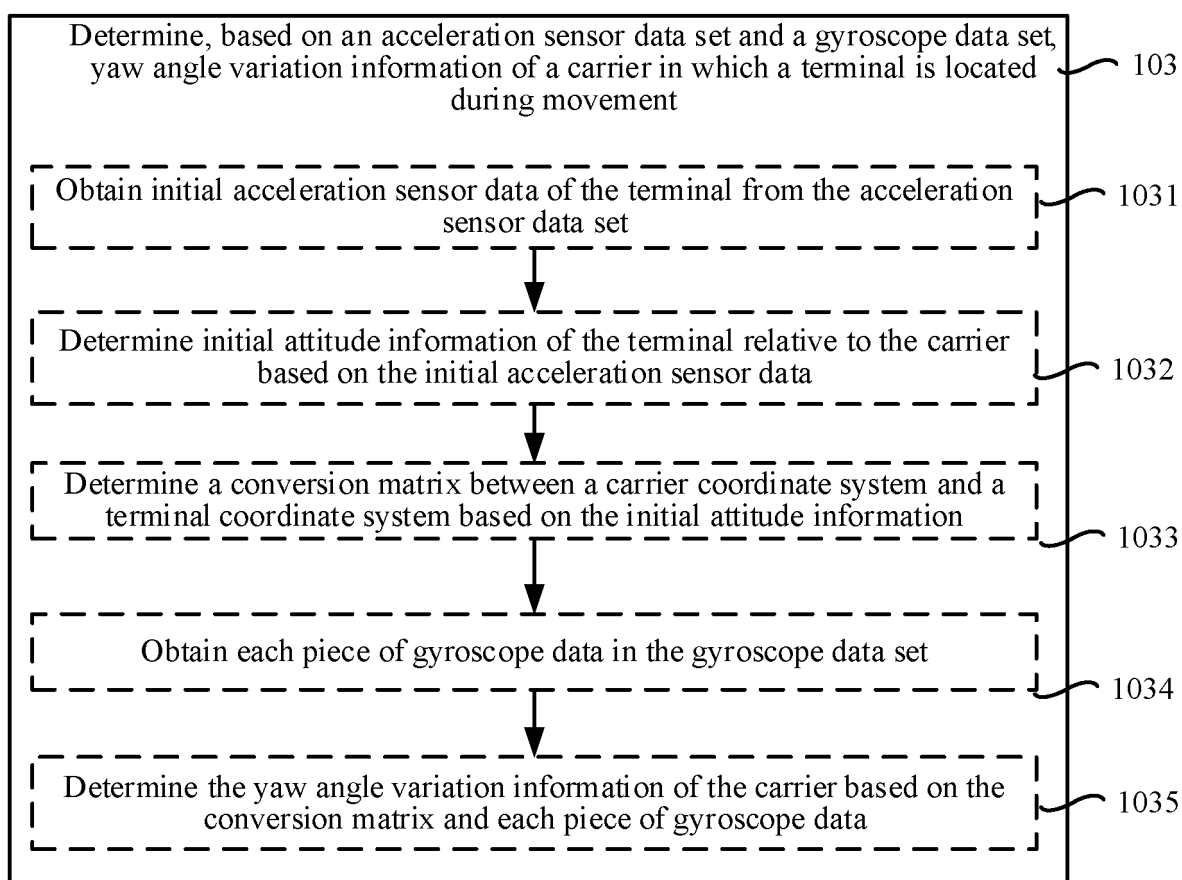 Determine, based on an acceleration sensor data set and a gyroscope data set,
yaw angle variation information of a carrier in which a terminal is located
during movement
103
Obtain initial acceleration sensor data of the terminal from the acceleration
sensor data set
1031
Determine initial attitude information of the terminal relative to the carrier
based on the initial acceleration sensor data
1032
Determine a conversion matrix between a carrier coordinate system and a
terminal coordinate system based on the initial attitude information
1033
Obtain each piece of gyroscope data in the gyroscope data set
1034
Determine the yaw angle variation information of the carrier based on the
conversion matrix and each piece of gyroscope data
1035